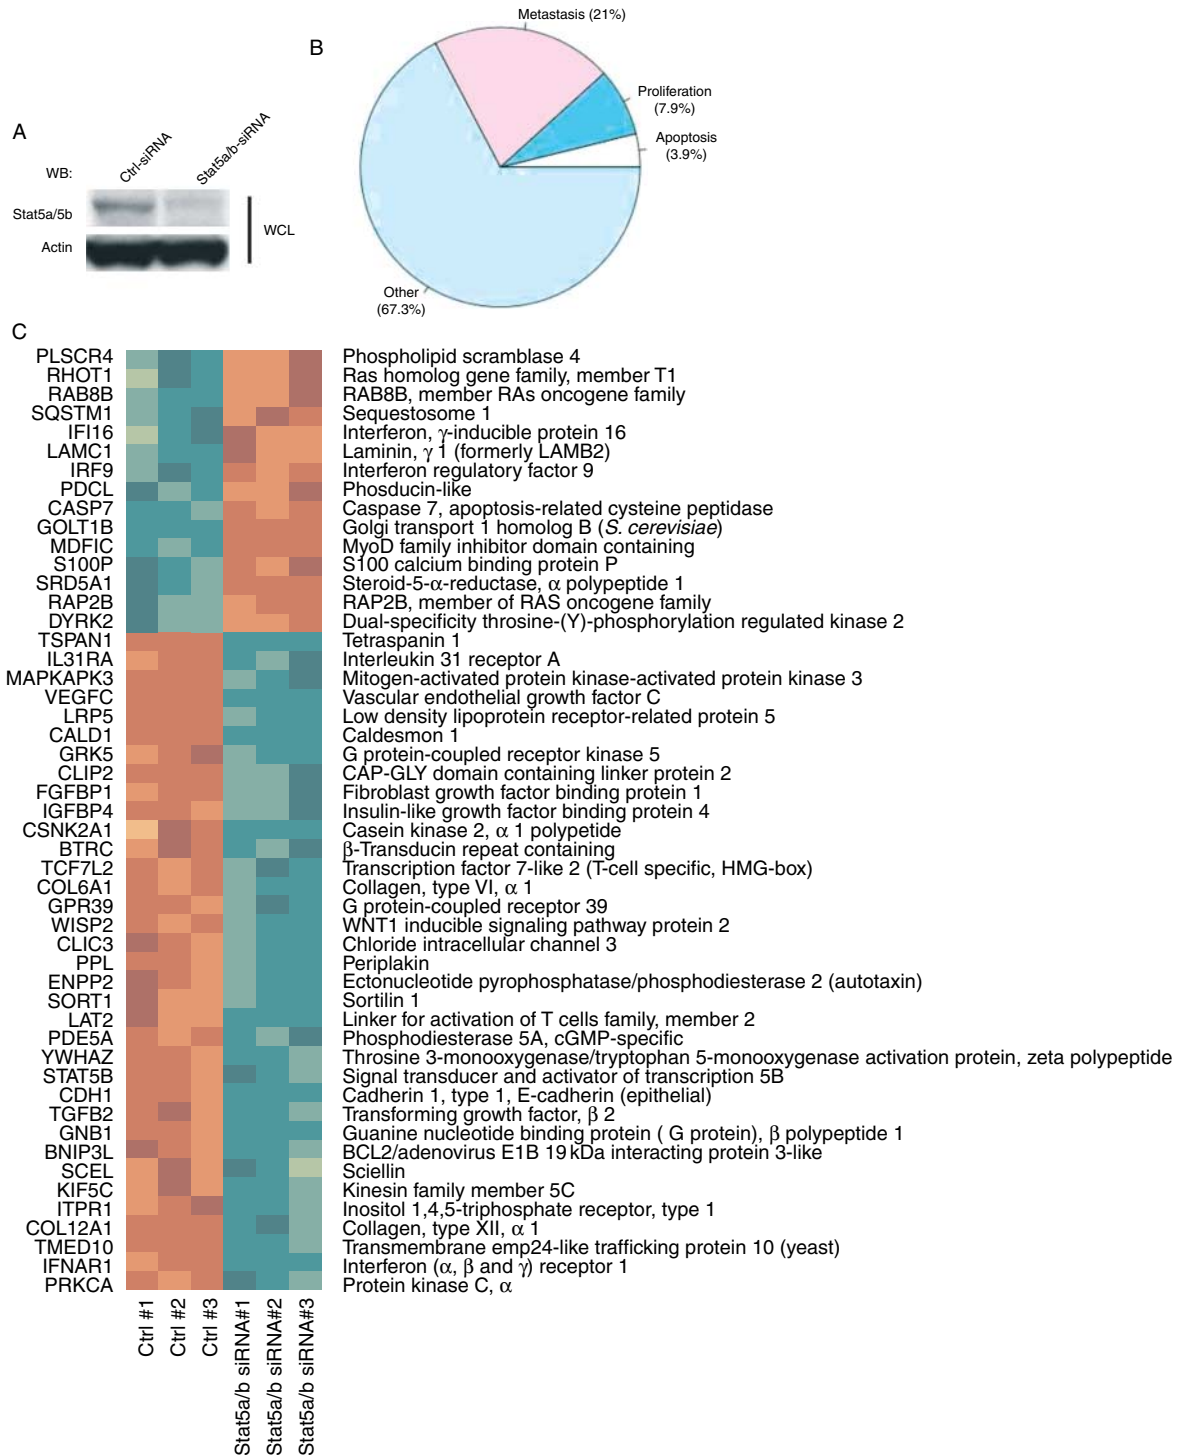 A
WB:
Ctrl-siRNA
Stat5a/b-siRNA
Stat5a/5b
Actin
WCL
B
Metastasis (21%)
Proliferation
(7.9%)
Apoptosis
(3.9%)
Other
(67.3%)
C
PLSCR4 Phospholipid scramblase 4
RHOT1 Ras homolog gene family, member T1
RAB8B RAB8B, member RAs oncogene family
SQSTM1 Sequestosome 1
IFI16 Interferon, γ-inducible protein 16
LAMC1 Laminin, γ 1 (formerly LAMB2)
IRF9 Interferon regulatory factor 9
PDCL Phosducin-like
CASP7 Caspase 7, apoptosis-related cysteine peptidase
GOLT1B Golgi transport 1 homolog B (S. cerevisiae)
MDFIC MyoD family inhibitor domain containing
S100P S100 calcium binding protein P
SRD5A1 Steroid-5-α-reductase, α polypeptide 1
RAP2B RAP2B, member of RAS oncogene family
DYRK2 Dual-specificity throsine-(Y)-phosphorylation regulated kinase 2
TSPAN1 Tetraspanin 1
IL31RA Interleukin 31 receptor A
MAPKAPK3 Mitogen-activated protein kinase-activated protein kinase 3
VEGFC Vascular endothelial growth factor C
LRP5 Low density lipoprotein receptor-related protein 5
CALD1 Caldesmon 1
GRK5 G protein-coupled receptor kinase 5
CLIP2 CAP-GLY domain containing linker protein 2
FGFBP1 Fibroblast growth factor binding protein 1
IGFBP4 Insulin-like growth factor binding protein 4
CSNK2A1 Casein kinase 2, α 1 polypetide
BTRC β-Transducin repeat containing
TCF7L2 Transcription factor 7-like 2 (T-cell specific, HMG-box)
COL6A1 Collagen, type VI, α 1
GPR39 G protein-coupled receptor 39
WISP2 WNT1 inducible signaling pathway protein 2
CLIC3 Chloride intracellular channel 3
PPL Periplakin
ENPP2 Ectonucleotide pyrophosphatase/phosphodiesterase 2 (autotaxin)
SORT1 Sortilin 1
LAT2 Linker for activation of T cells family, member 2
PDE5A Phosphodiesterase 5A, cGMP-specific
YWHAZ Throsine 3-monooxygenase/tryptophan 5-monooxygenase activation protein, zeta polypeptide
STAT5B Signal transducer and activator of transcription 5B
CDH1 Cadherin 1, type 1, E-cadherin (epithelial)
TGFB2 Transforming growth factor, β 2
GNB1 Guanine nucleotide binding protein ( G protein), β polypeptide 1
BNIP3L BCL2/adenovirus E1B 19 kDa interacting protein 3-like
SCEL Sciellin
KIF5C Kinesin family member 5C
ITPR1 Inositol 1,4,5-triphosphate receptor, type 1
COL12A1 Collagen, type XII, α 1
TMED10 Transmembrane emp24-like trafficking protein 10 (yeast)
IFNAR1 Interferon (α, β and γ) receptor 1
PRKCA Protein kinase C, α
Ctrl #1
Ctrl #2
Ctrl #3
Stat5a/b siRNA#1
Stat5a/b siRNA#2
Stat5a/b siRNA#3